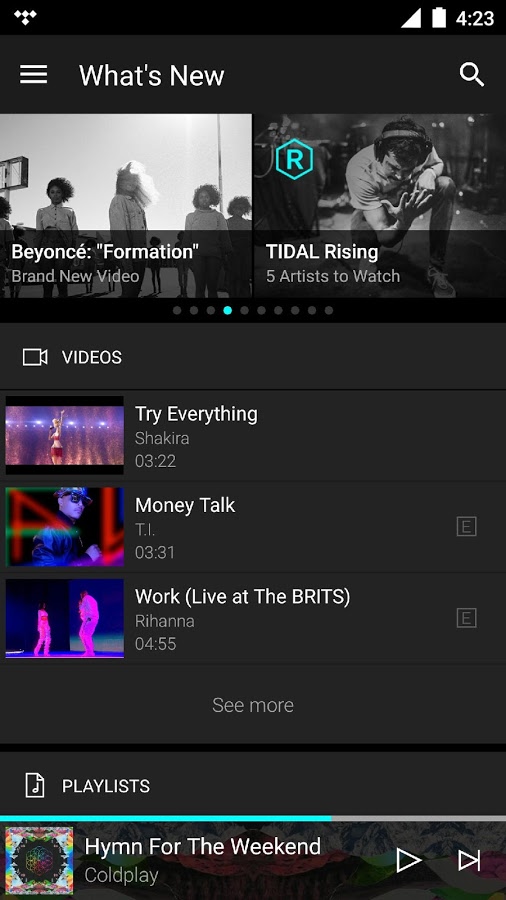 4:23
What's New
R
Beyoncé: "Formation"
Brand New Video
TIDAL Rising
5 Artists to Watch
VIDEOS
Try Everything
Shakira
03:22
Money Talk
T.I.
03:31
E
Work (Live at The BRITS)
Rihanna
04:55
E
See more
PLAYLISTS
Hymn For The Weekend
Coldplay